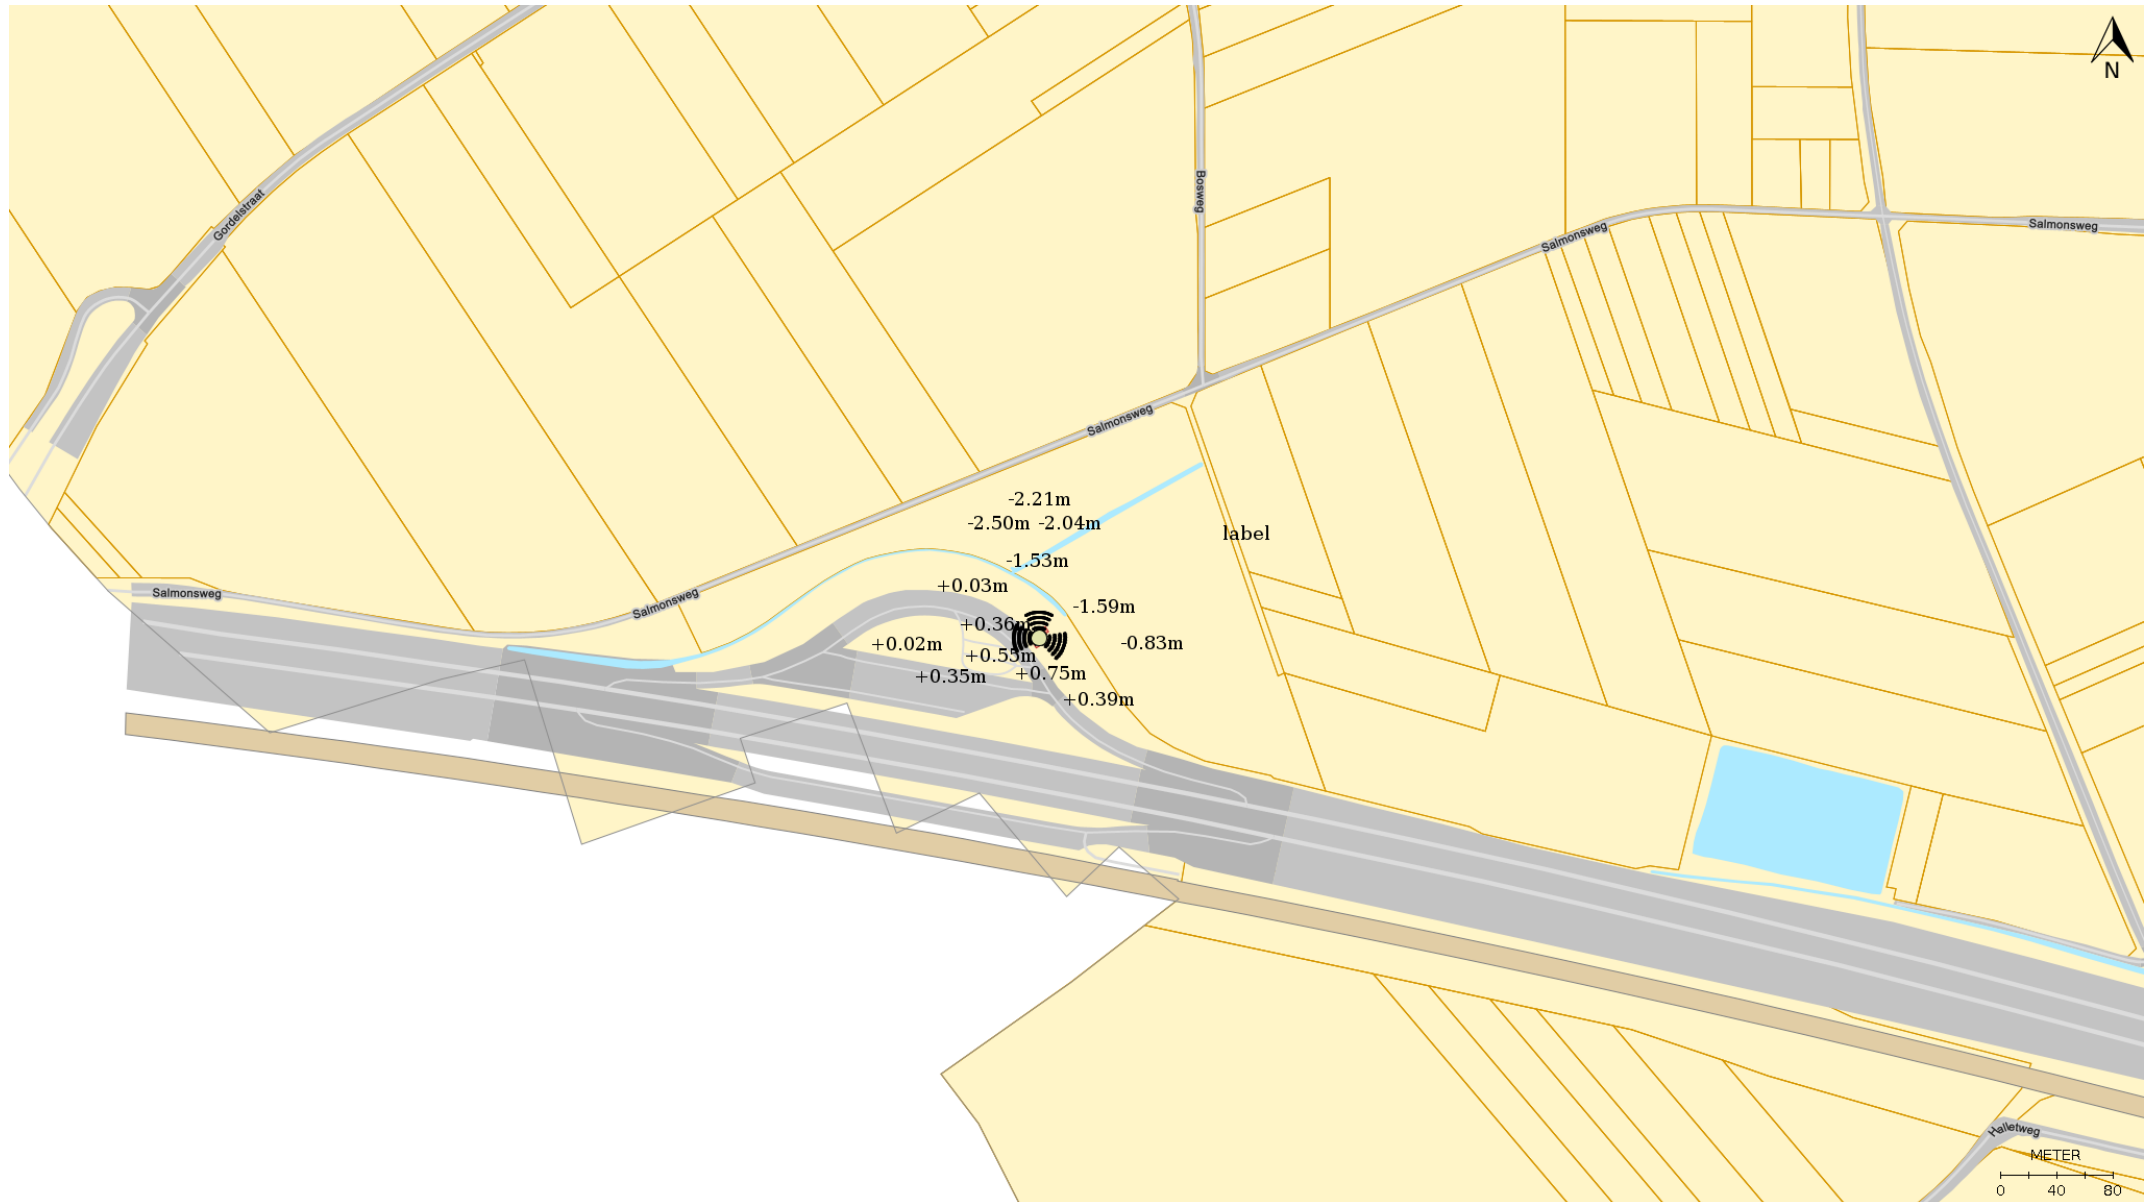 N
Gordelstraat
Bosweg
Salmonsweg
Salmonsweg
Salmonsweg
-2.21m
-2.50m -2.04m
label
-1.53m
+0.03m
Salmonsweg
Salmonsweg
-1.59m
+0.36m
+0.02m
-0.83m
+0.55m
+0.35m
+0.75m
+0.39m
Halletweg
METER
0 40 80